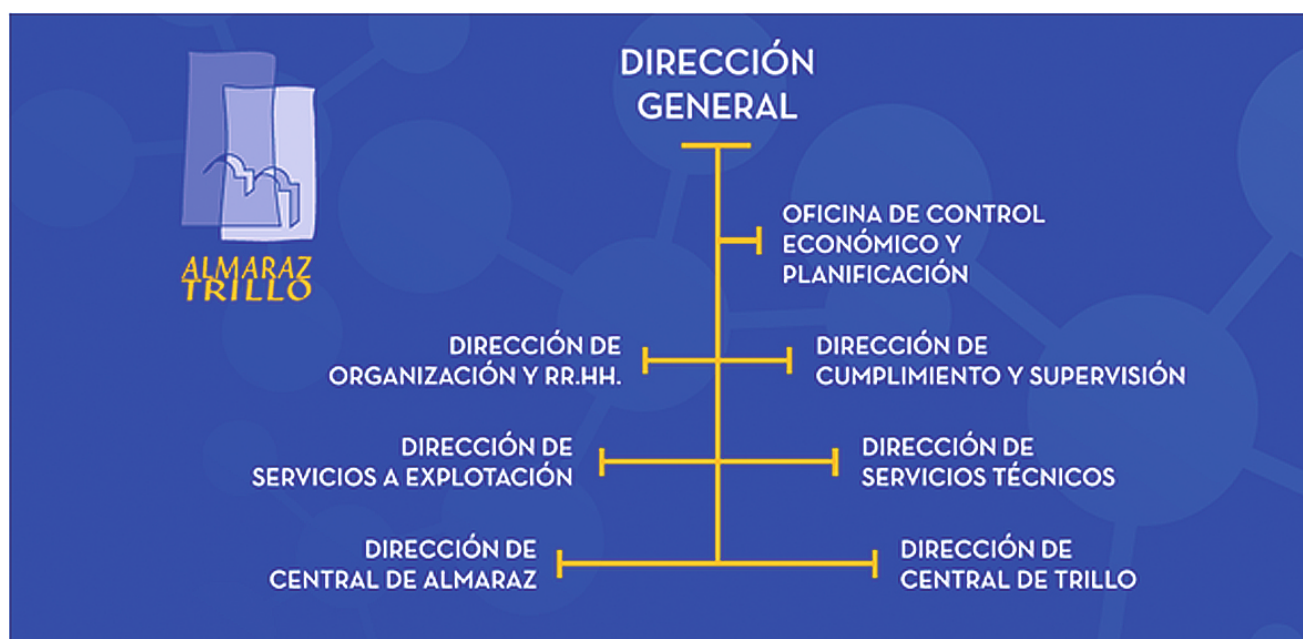 DIRECCIÓN
GENERAL
ALMARAZ
TRILLO
OFICINA DE CONTROL
ECONÓMICO Y
PLANIFICACIÓN
DIRECCIÓN DE
ORGANIZACIÓN Y RR.HH.
DIRECCIÓN DE
CUMPLIMIENTO Y SUPERVISIÓN
DIRECCIÓN DE
SERVICIOS A EXPLOTACIÓN
DIRECCIÓN DE
SERVICIOS TÉCNICOS
DIRECCIÓN DE
CENTRAL DE ALMARAZ
DIRECCIÓN DE
CENTRAL DE TRILLO